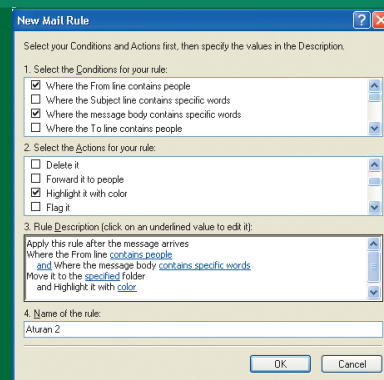 New Mail Rule
Select your Conditions and Actions first, then specify the values in the Description.
1. Select the Conditions for your rule:
Where the From line contains people
Where the Subject line contains specific words
Where the message body contains specific words
Where the To line contains people
2. Select the Actions for your rule:
Delete it
Forward it to people
Highlight it with color
Flag it
3. Rule Description (click on an underlined value to edit it):
Apply this rule after the message arrives
Where the From line contains people
and Where the message body contains specific words
Move it to the specified folder
and Highlight it with color
4. Name of the rule:
Aturan 2
OK Cancel